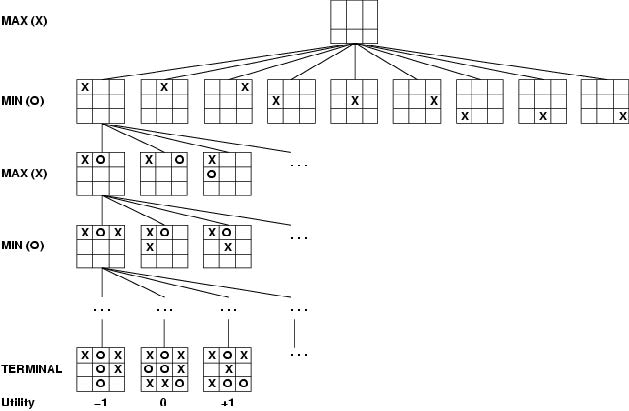 MAX (X)
X X X
MIN (O) X X X
X X X
X O X O X
. . .
MAX (X) O
X O X X O X O
. . .
MIN (O) X X
. . . . . . . . . . . .
X O X X O X X O X
. . .
TERMINAL O X O O X X
O X X O X O O
Utility −1 0 +1